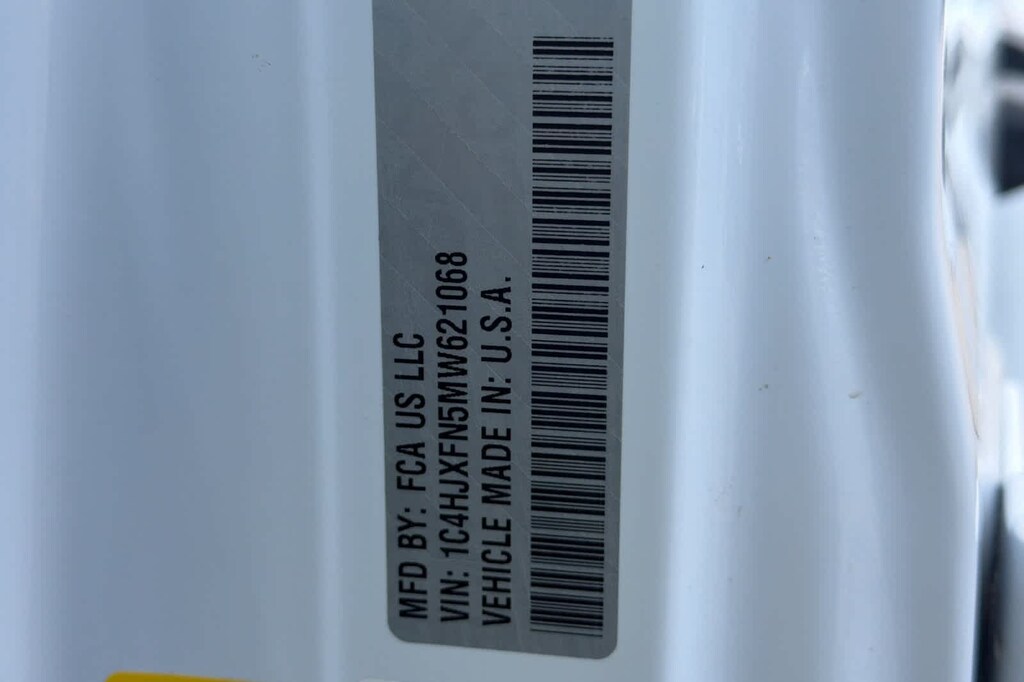 MFD BY: FCA US LLC
VIN: 1C4HJXFN5MW621068
VEHICLE MADE IN: U.S.A.